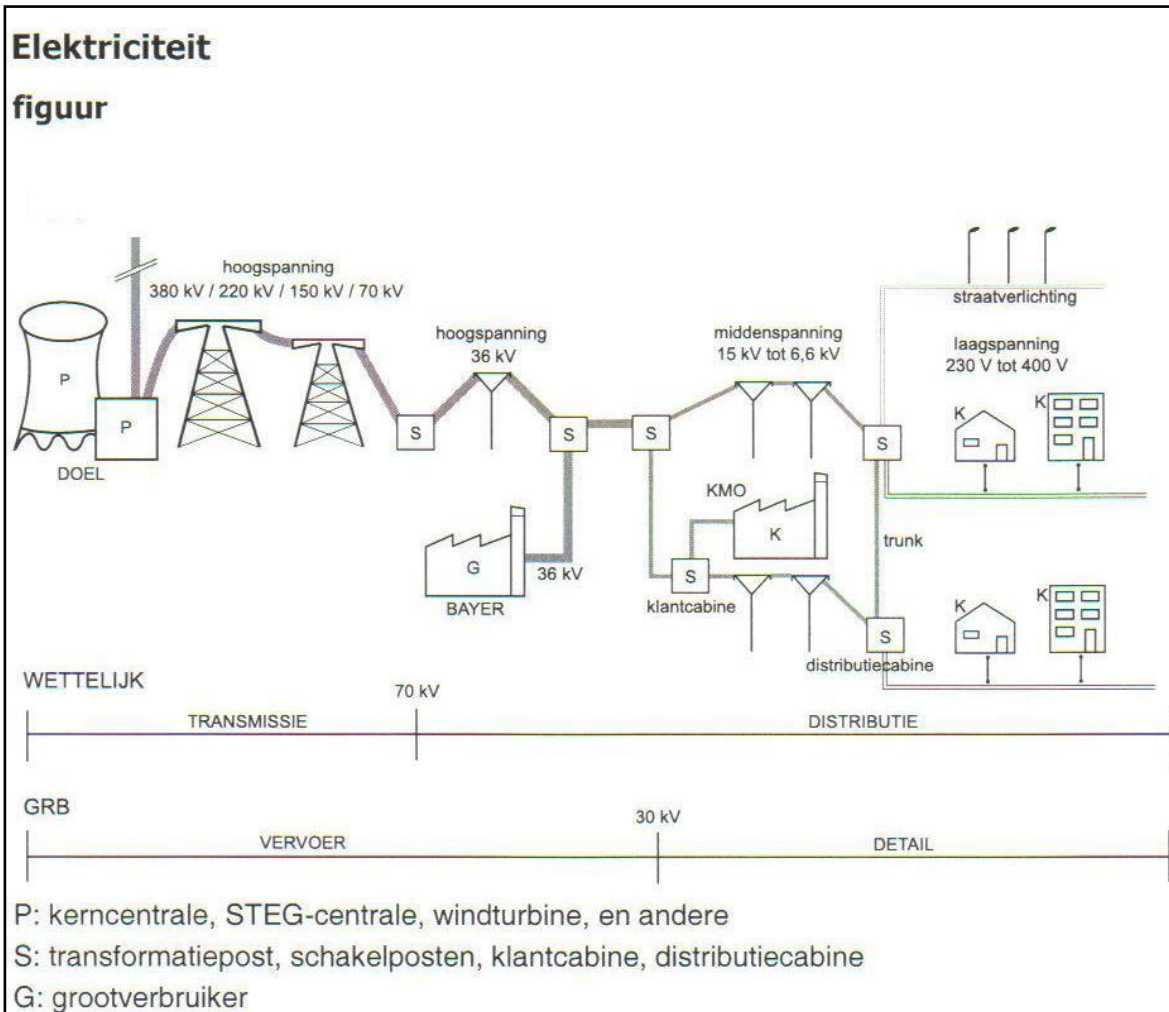 Elektriciteit
figuur
hoogspanning
380 kV / 220 kV / 150 kV / 70 kV
hoogspanning
36 kV
middenspanning
15 kV tot 6,6 kV
straatverlichting
laagspanning
230 V tot 400 V
P
P
DOEL
S
S
S
S
K
K
KMO
K
trunk
G
36 kV
BAYER
S
klantcabine
S
distributiecabine
K
K
WETTELIJK
70 kV
TRANSMISSIE
DISTRIBUTIE
GRB
30 kV
VERVOER
DETAIL
P: kerncentrale, STEG-centrale, windturbine, en andere
S: transformatiepost, schakelposten, klantcabine, distributiecabine
G: grootverbruiker